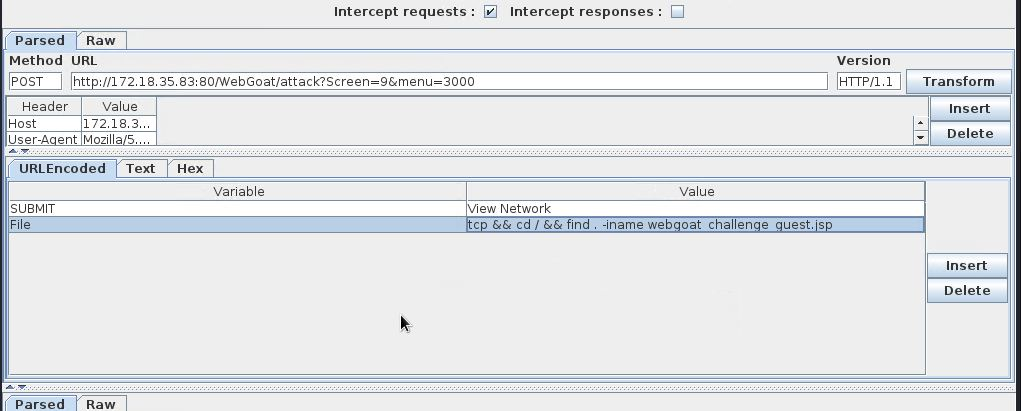 Intercept requests : Intercept responses :
Parsed Raw
Method URL Version
POST http://172.18.35.83:80/WebGoat/attack?Screen=9&menu=3000 HTTP/1.1 Transform
Header Value Insert
Host 172.18.3...
User-Agent Mozilla/5.... Delete
URLEncoded Text Hex
Variable Value
SUBMIT View Network
File tcp && cd / && find . -iname webgoat_challenge_guest.jsp
Insert
Delete
Parsed Raw